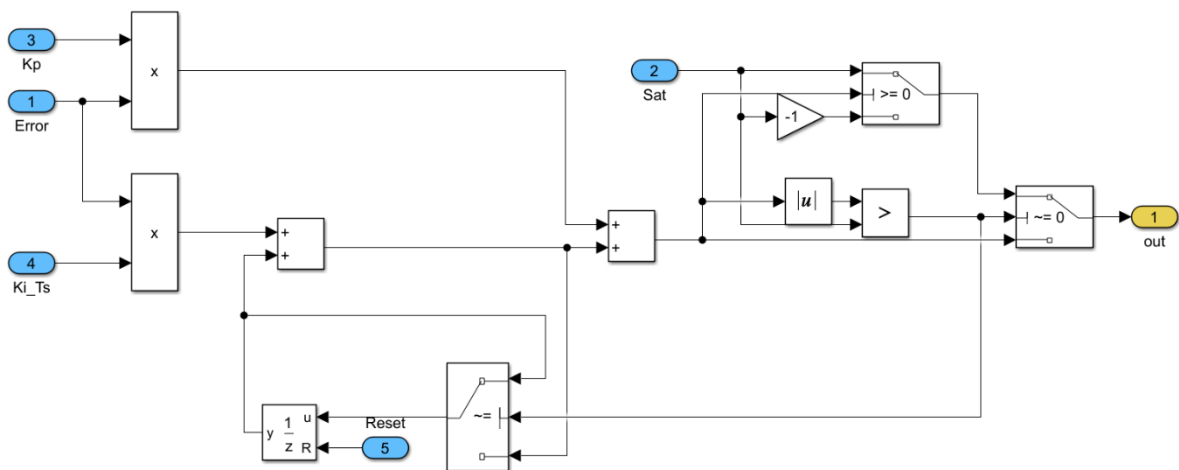 3
Kp
x
1
Error
2
Sat
>= 0
-1
x
|u|
>
~= 0
1
out
+
+
+
+
4
Ki_Ts
Reset
~=
y
1
z
u
R
5